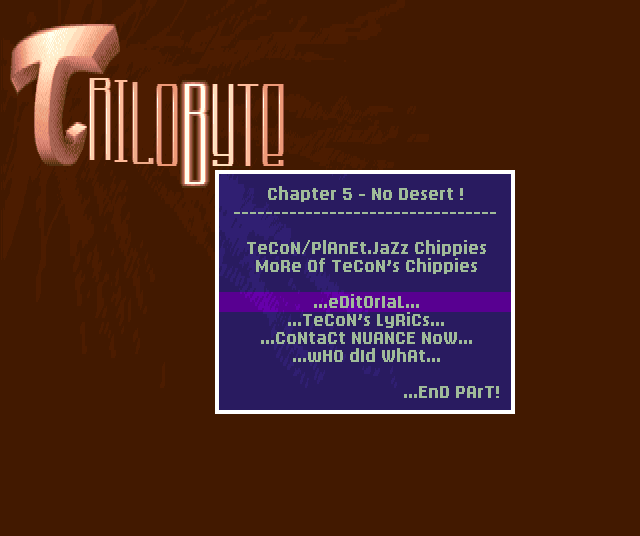 TRILOByTE
Chapter 5 - No Desert !
---------------------------------
TeCoN/PlAnEt.JaZz Chippies
MoRe Of TeCoN's Chippies
...eDitOrIaL...
...TeCoN's LyRiCs...
...CoNtaCt NUANCE NoW...
...wHO dId WhAt...
...EnD PArT!